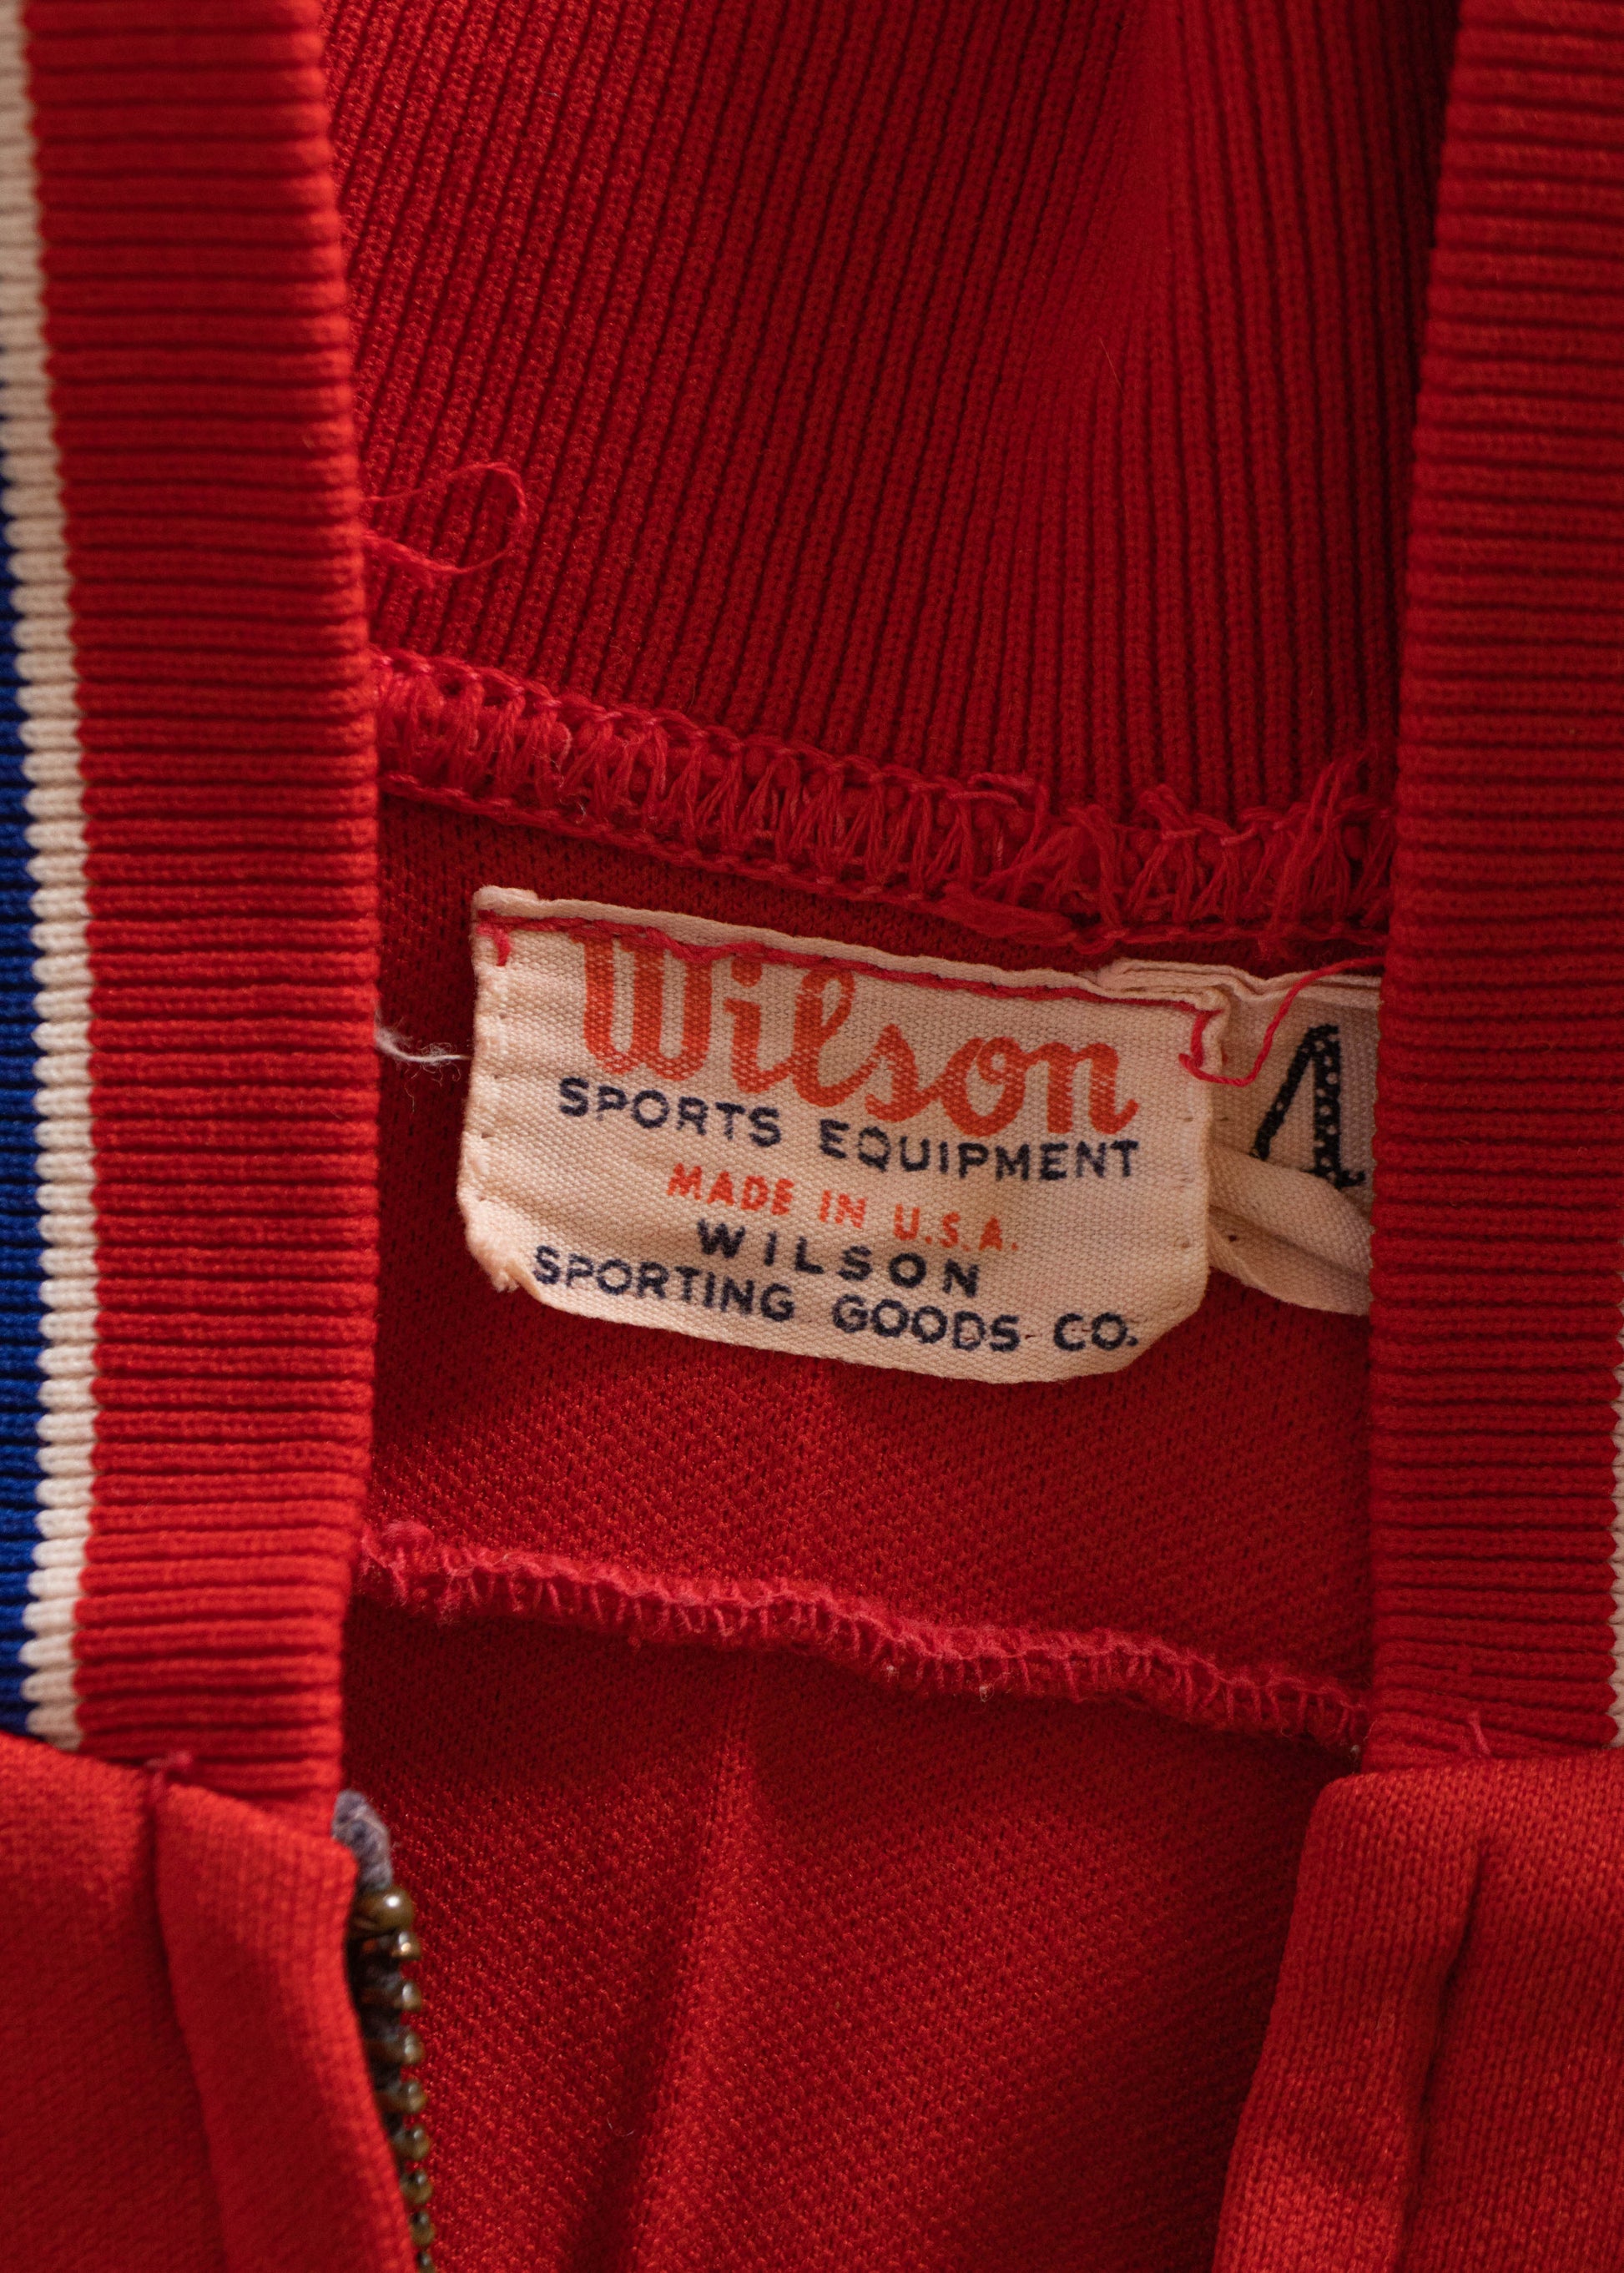 Wilson
SPORTS EQUIPMENT
MADE IN U.S.A.
WILSON
SPORTING GOODS CO.